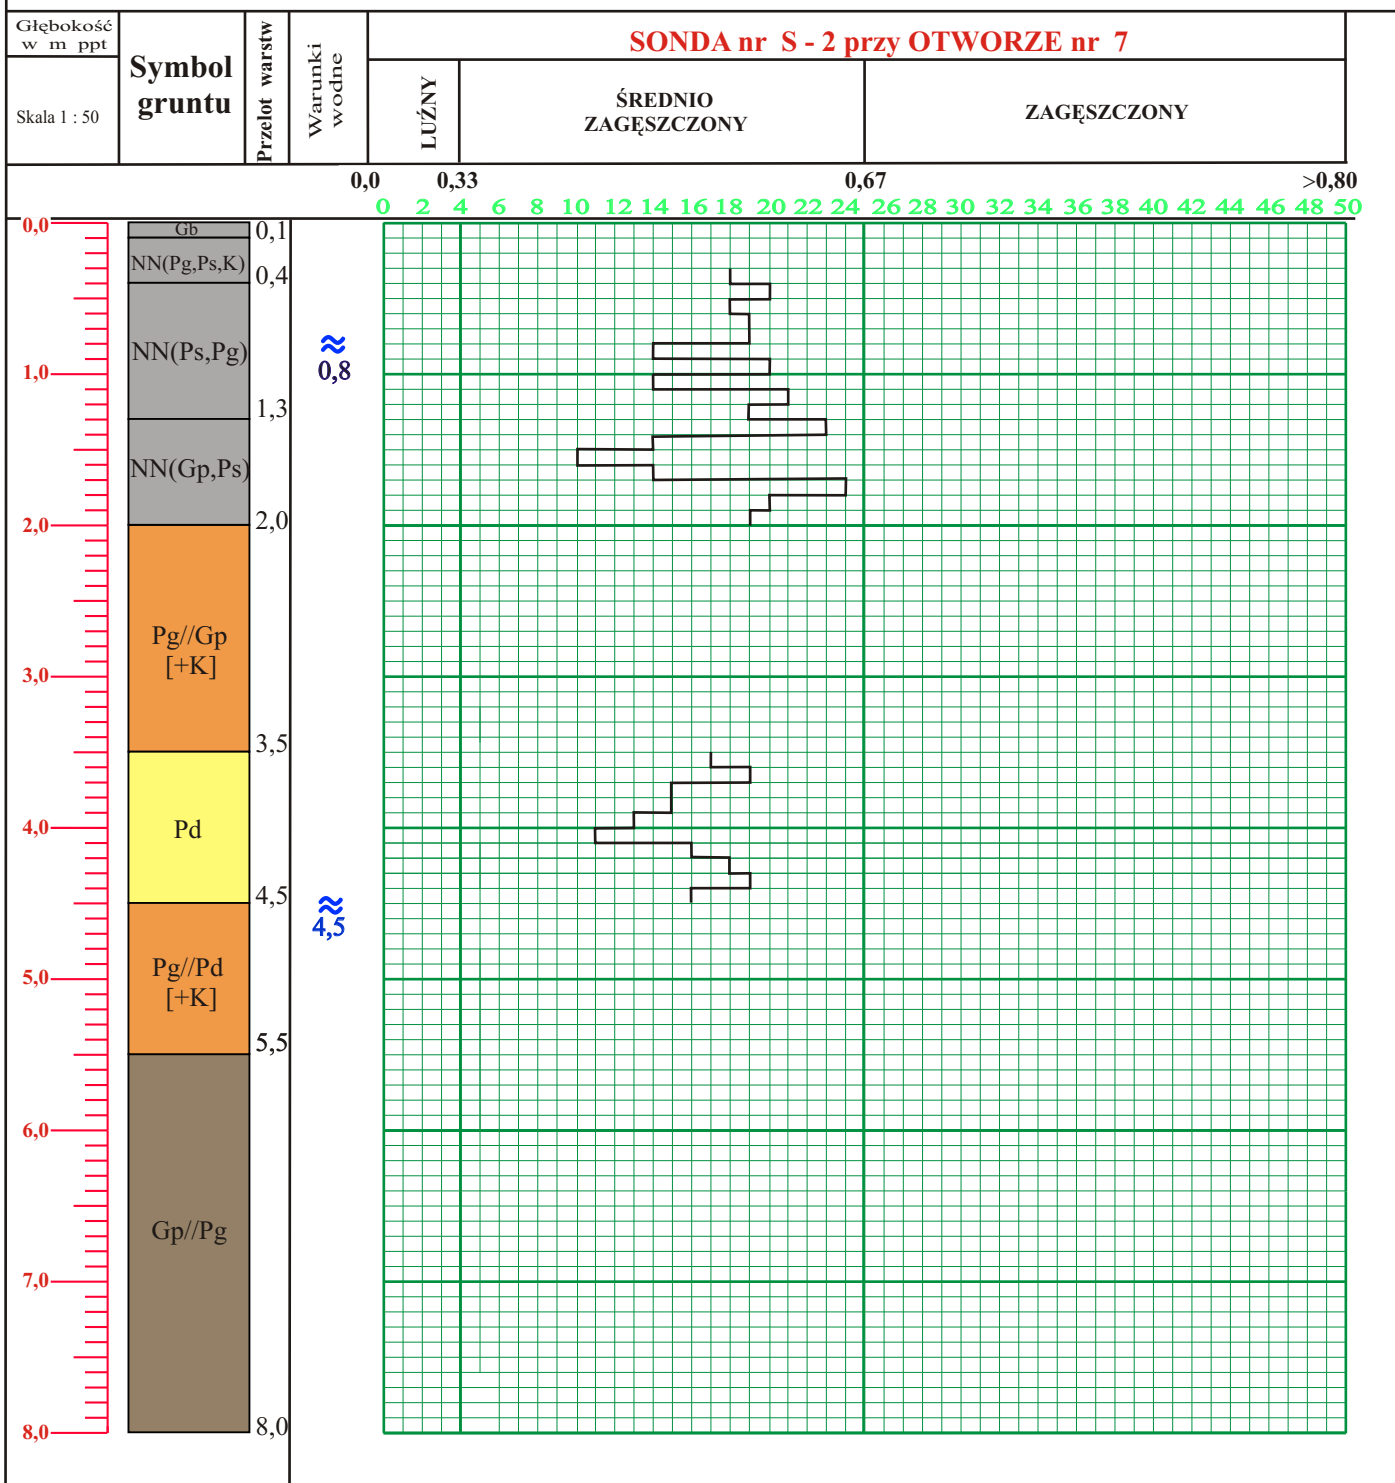 Głębokość
w m ppt
Skala 1 : 50
Symbol
gruntu
Przelot warstw
Warunki
wodne
SONDA nr S - 2 przy OTWORZE nr 7
LUŹNY
ŚREDNIO
ZAGĘSZCZONY
ZAGĘSZCZONY
0,0 0,33 0,67 >0,80
0 2 4 6 8 10 12 14 16 18 20 22 24 26 28 30 32 34 36 38 40 42 44 46 48 50
0,0
Gb
0,1
NN(Pg,Ps,K)
0,4
NN(Ps,Pg)
≈
0,8
1,0
1,3
NN(Gp,Ps)
2,0
2,0
Pg//Gp
[+K]
3,0
3,5
Pd
4,0
4,5
≈
4,5
Pg//Pd
[+K]
5,0
5,5
6,0
Gp//Pg
7,0
8,0
8,0